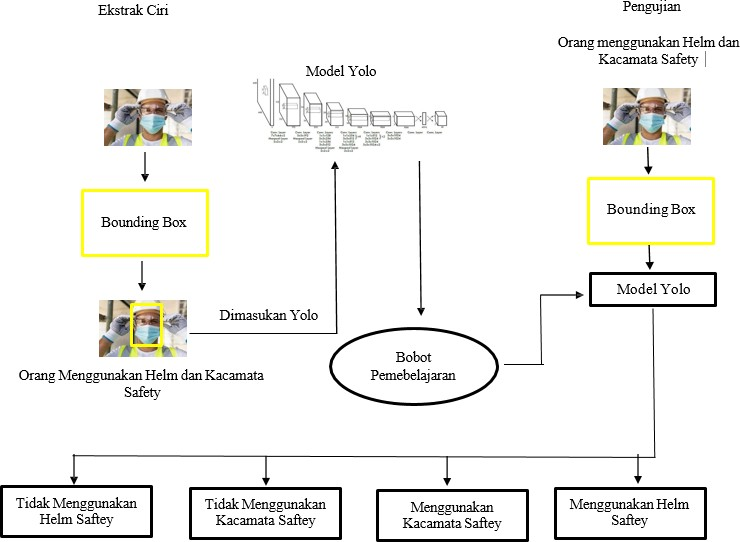 Ekstrak Ciri
Pengujian
Orang menggunakan Helm dan
Kacamata Safety
Model Yolo
Bounding Box
Bounding Box
Model Yolo
Dimasukan Yolo
Bobot
Pemebelajaran
Orang Menggunakan Helm dan Kacamata
Safety
Tidak Menggunakan
Helm Saftey
Tidak Menggunakan
Kacamata Saftey
Menggunakan
Kacamata Saftey
Menggunakan Helm
Saftey